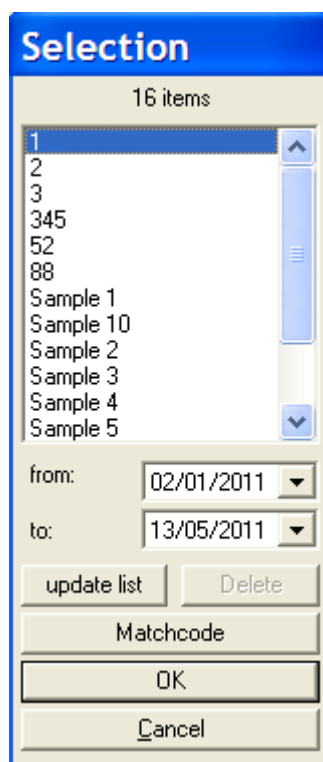 Selection
16 items
1
2
3
345
52
88
Sample 1
Sample 10
Sample 2
Sample 3
Sample 4
Sample 5
from: 02/01/2011
to: 13/05/2011
update list Delete
Matchcode
OK
Cancel